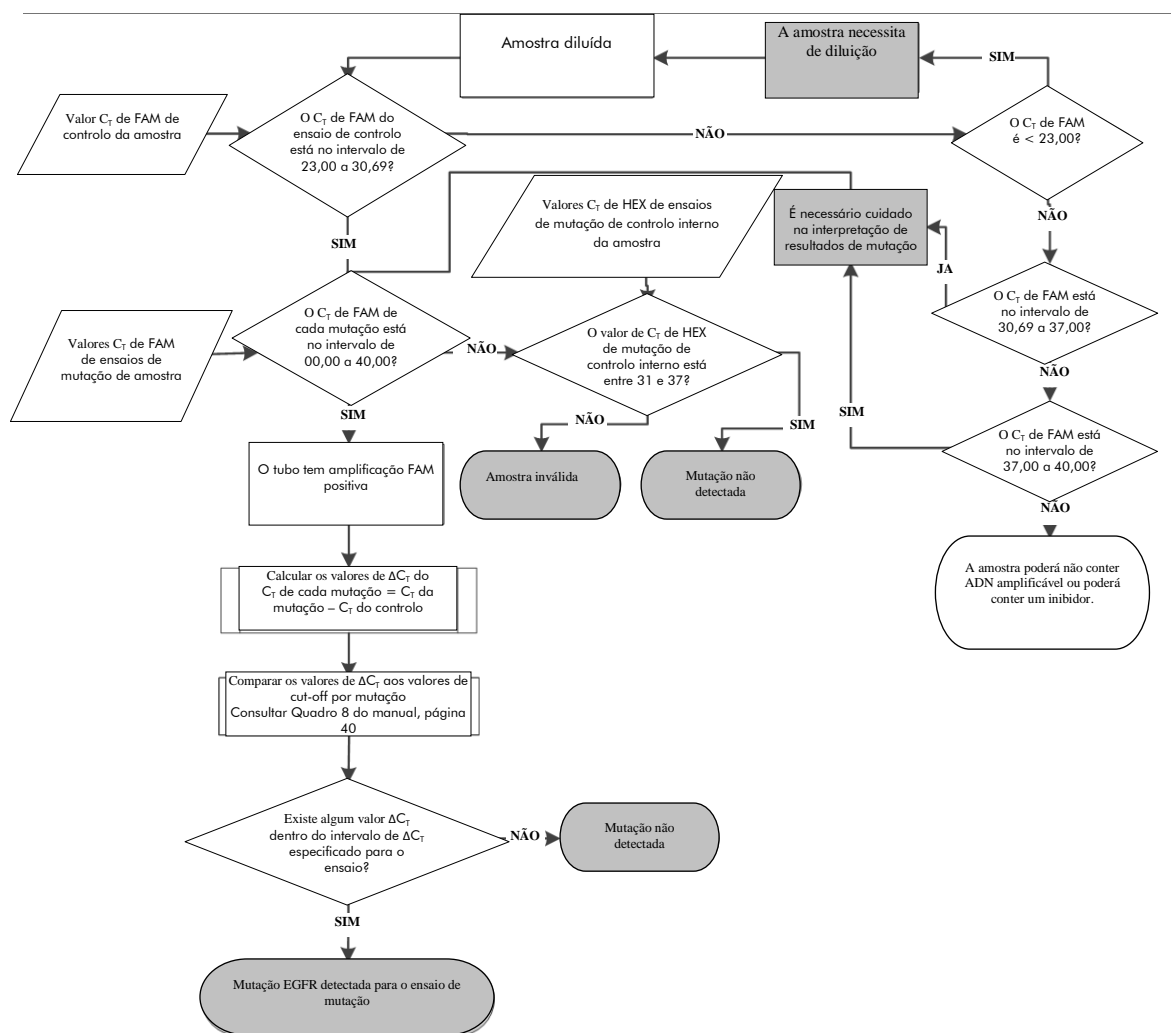 Amostra diluída
A amostra necessita
de diluição
SIM
Valor CT de FAM de
controlo da amostra
O CT de FAM do
ensaio de controlo
está no intervalo de
23,00 a 30,69?
NÃO
O CT de FAM
é < 23,00?
SIM
Valores CT de HEX de ensaios
de mutação de controlo interno
da amostra
É necessário cuidado
na interpretação de
resultados de mutação
NÃO
JA
Valores CT de FAM
de ensaios de
mutação de amostra
O CT de FAM de
cada mutação está
no intervalo de
00,00 a 40,00?
NÃO
O valor de CT de HEX
de mutação de
controlo interno está
entre 31 e 37?
O CT de FAM está
no intervalo de
30,69 a 37,00?
NÃO
SIM
NÃO
SIM
SIM
O CT de FAM está
no intervalo de
37,00 a 40,00?
O tubo tem amplificação FAM
positiva
Amostra inválida
Mutação não
detectada
NÃO
Calcular os valores de ΔCT do
CT de cada mutação = CT da
mutação – CT do controlo
A amostra poderá não conter
ADN amplificável ou poderá
conter um inibidor.
Comparar os valores de ΔCT aos valores de
cut-off por mutação
Consultar Quadro 8 do manual, página
40
Existe algum valor ΔCT
dentro do intervalo de ΔCT
especificado para o
ensaio?
NÃO
Mutação não
detectada
SIM
Mutação EGFR detectada para o ensaio de
mutação